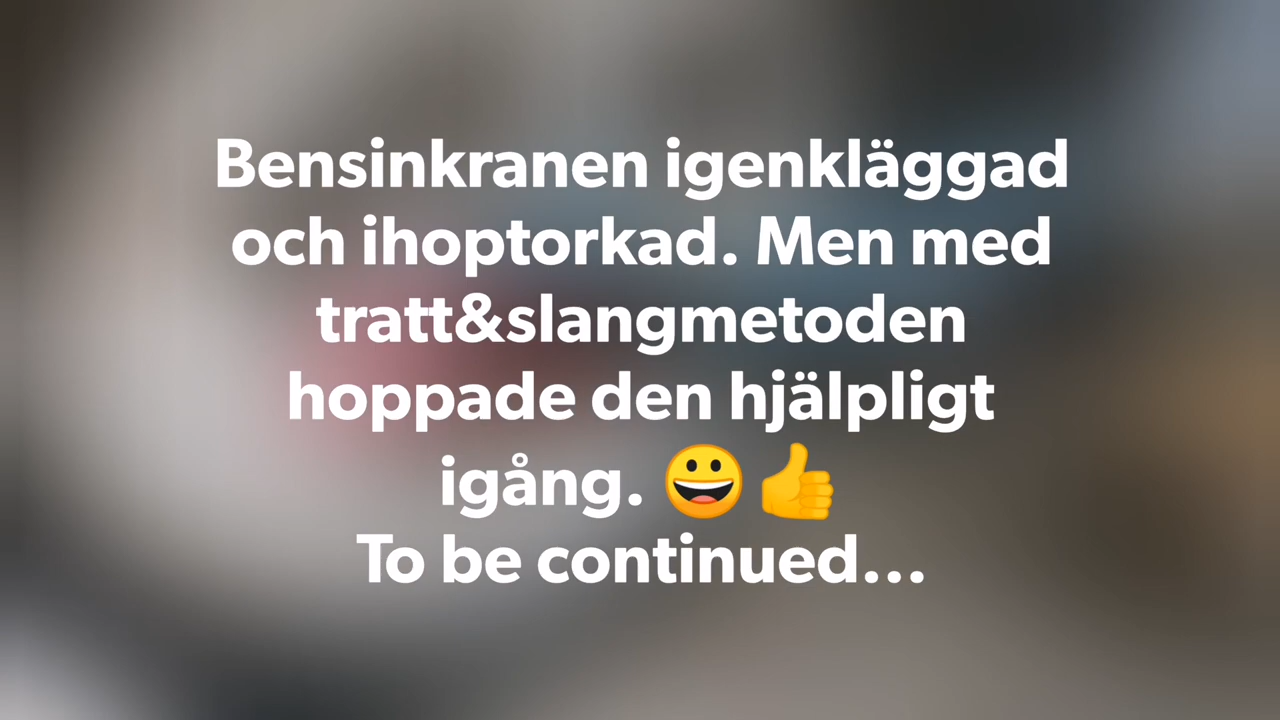 Bensinkranen igenkläggad
och ihoptorkad. Men med
tratt&slangmetoden
hoppade den hjälpligt
igång. 😀 👍
To be continued...